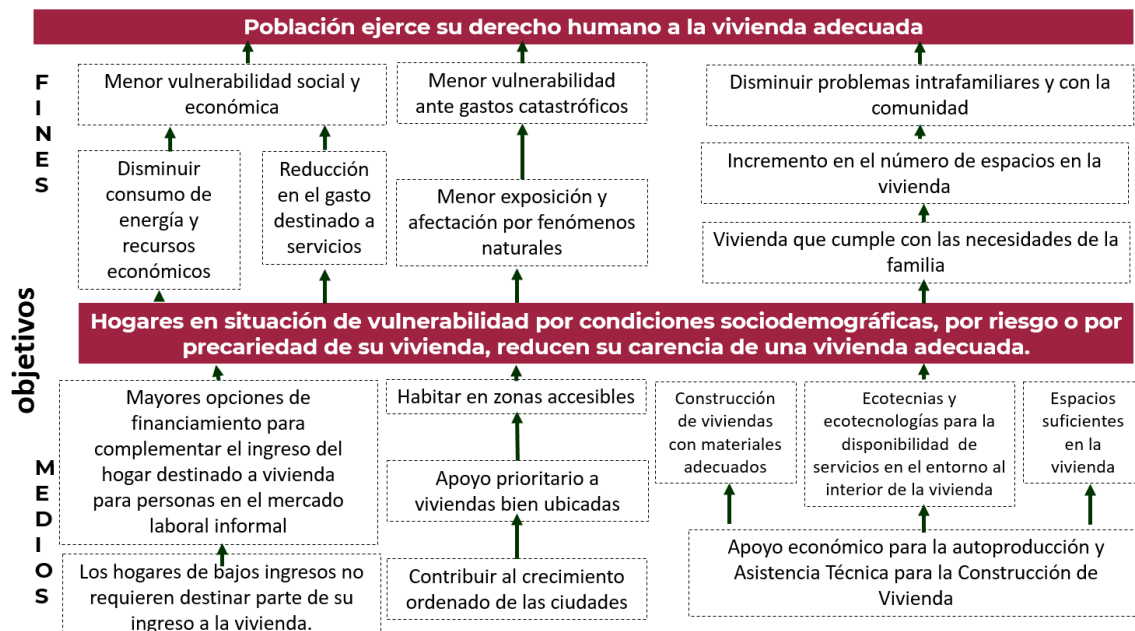 Población ejerce su derecho humano a la vivienda adecuada
FINES
Menor vulnerabilidad social y
económica
Menor vulnerabilidad
ante gastos catastróficos
Disminuir problemas intrafamiliares y con la
comunidad
Disminuir
consumo de
energía y
recursos
económicos
Reducción
en el gasto
destinado a
servicios
Menor exposición y
afectación por fenómenos
naturales
Incremento en el número de espacios en la
vivienda
Vivienda que cumple con las necesidades de la
familia
objetivos
Hogares en situación de vulnerabilidad por condiciones sociodemográficas, por riesgo o por
precariedad de su vivienda, reducen su carencia de una vivienda adecuada.
MEDIOS
Mayores opciones de
financiamiento para
complementar el ingreso del
hogar destinado a vivienda
para personas en el mercado
laboral informal
Los hogares de bajos ingresos no
requieren destinar parte de su
ingreso a la vivienda.
Habitar en zonas accesibles
Apoyo prioritario a
viviendas bien ubicadas
Contribuir al crecimiento
ordenado de las ciudades
Construcción
de viviendas
con materiales
adecuados
Ecotecnias y
ecotecnologías para la
disponibilidad de
servicios en el entorno al
interior de la vivienda
Espacios
suficientes
en la
vivienda
Apoyo económico para la autoproducción y
Asistencia Técnica para la Construcción de
Vivienda